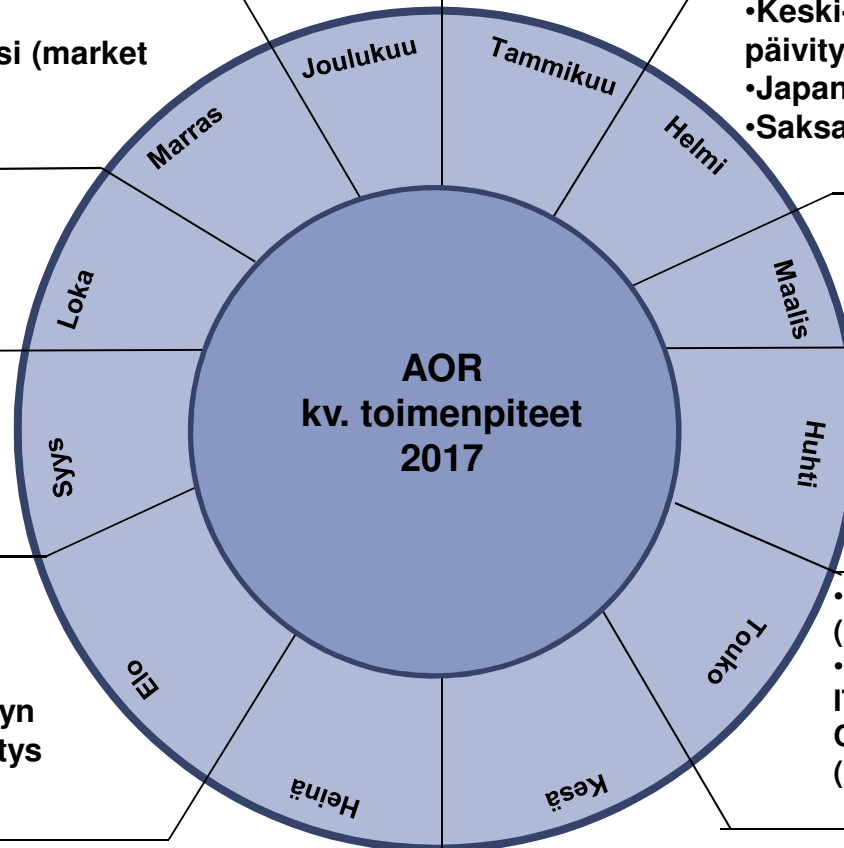 si (market
•Keski-
päivity
•Japan
•Saksa
Joulukuu
Tammikuu
Marras
Helmi
Loka
Maalis
AOR
kv. toimenpiteet
2017
Syys
Huhti
Elo
Touko
yn
tys
Heinä
Kesä
•
(
•
(